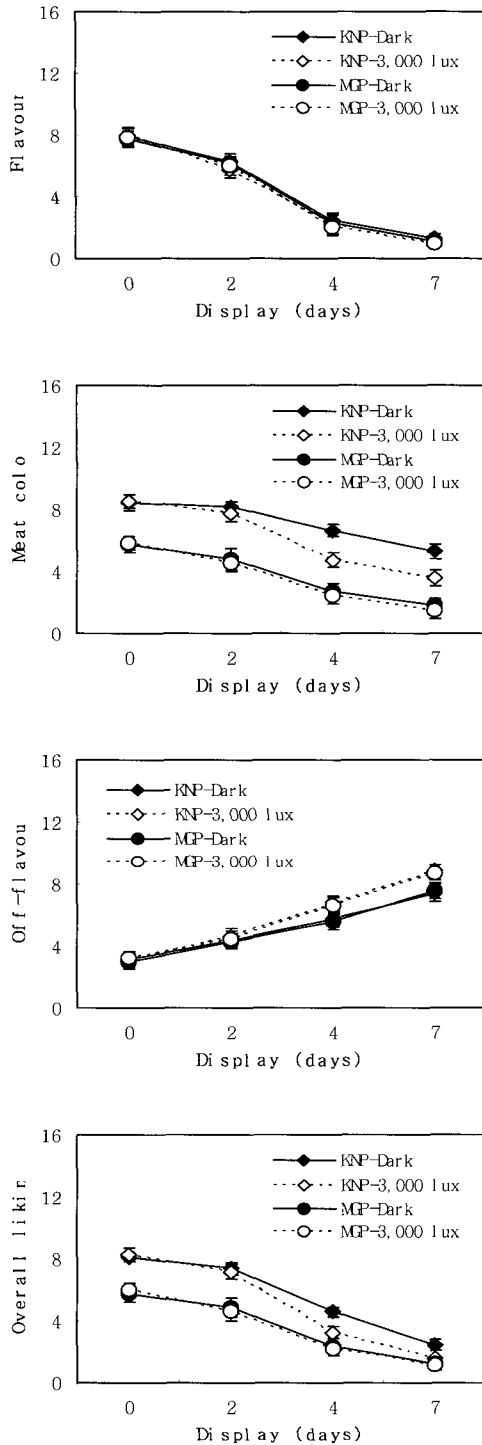 16
12
8
4
0
Flavour
KNP-Dark
KNP-3,000 lux
MGP-Dark
MGP-3,000 lux
0 2 4 7
Display (days)
16
12
8
4
0
Meat colo
KNP-Dark
KNP-3,000 lux
MGP-Dark
MGP-3,000 lux
0 2 4 7
Display (days)
16
12
8
4
0
Off-flavou
KNP-Dark
KNP-3,000 lux
MGP-Dark
MGP-3,000 lux
0 2 4 7
Display (days)
16
12
8
4
0
Overall likin
KNP-Dark
KNP-3,000 lux
MGP-Dark
MGP-3,000 lux
0 2 4 7
Display (days)